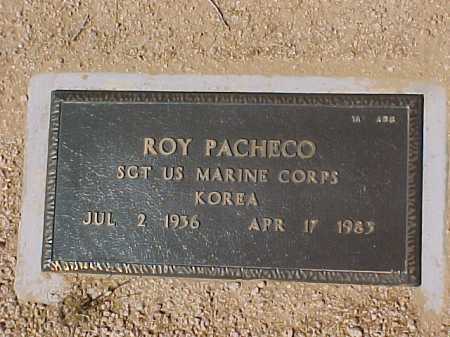 ROY PACHECO
SGT US MARINE CORPS
KOREA
JUL 2 1936 APR 17 1983